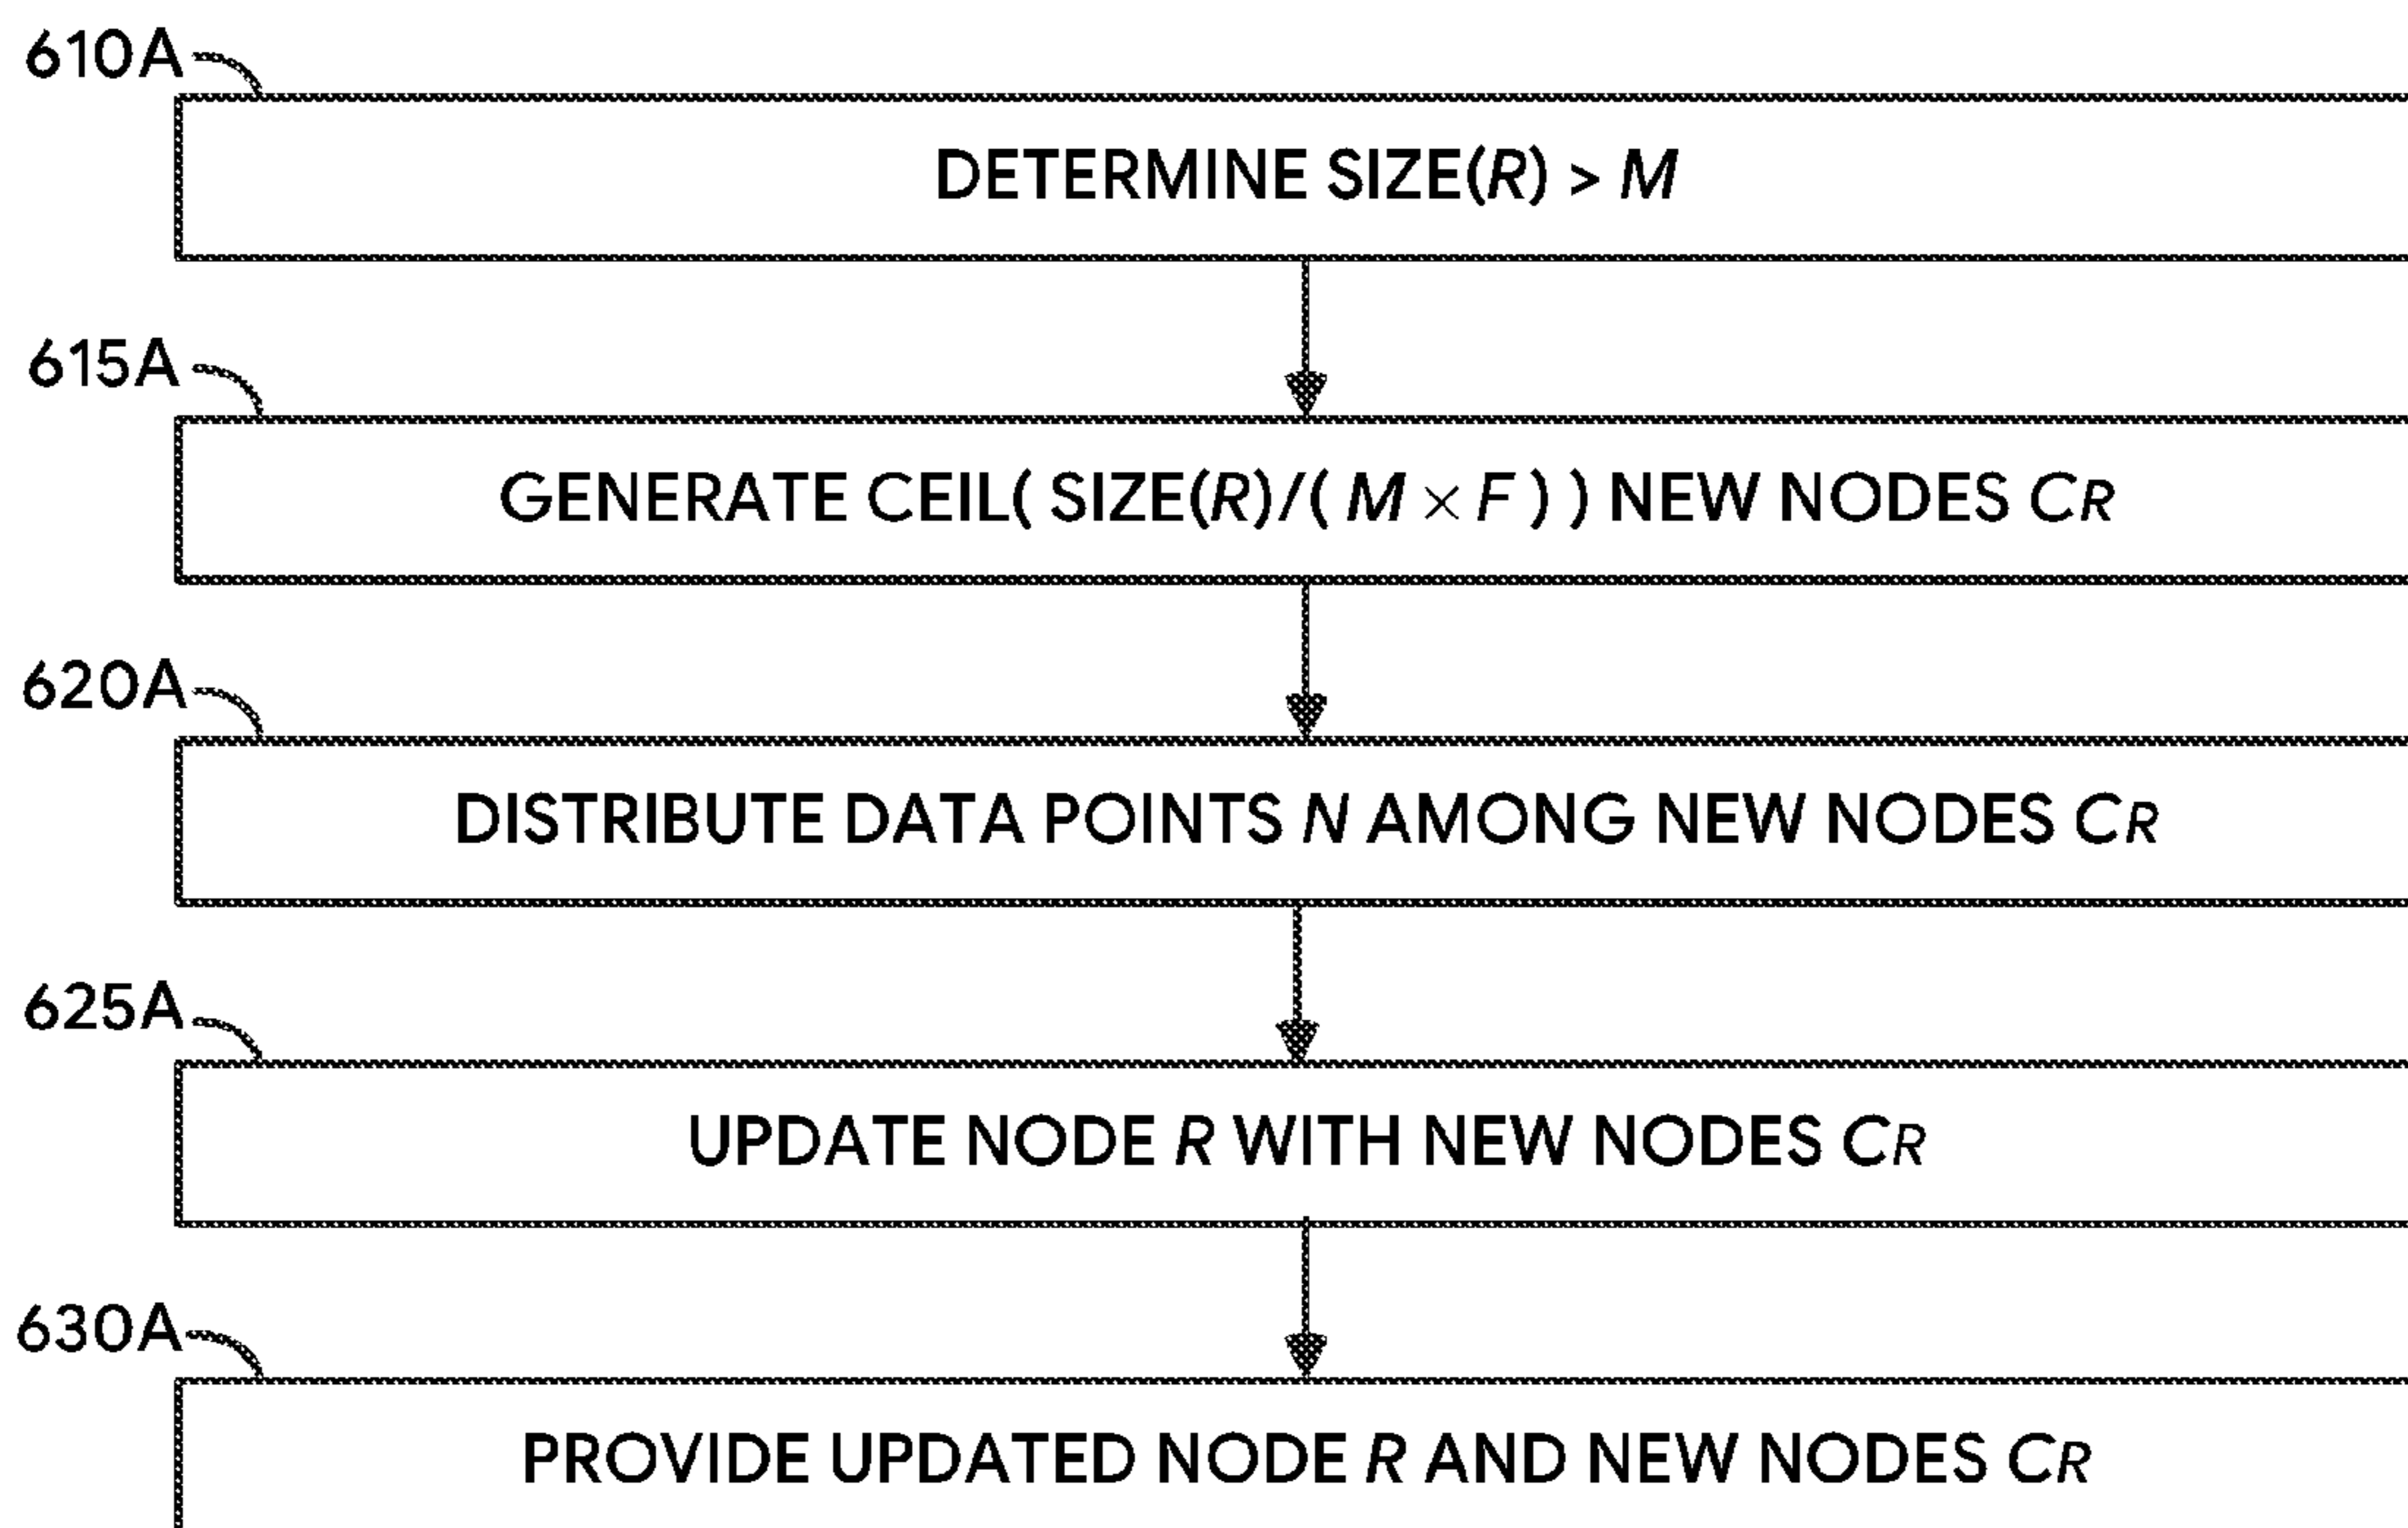 610A
DETERMINE SIZE(R) > M
615A
GENERATE CEIL( SIZE(R)/( M × F ) ) NEW NODES CR
620A
DISTRIBUTE DATA POINTS N AMONG NEW NODES CR
625A
UPDATE NODE R WITH NEW NODES CR
630A
PROVIDE UPDATED NODE R AND NEW NODES CR